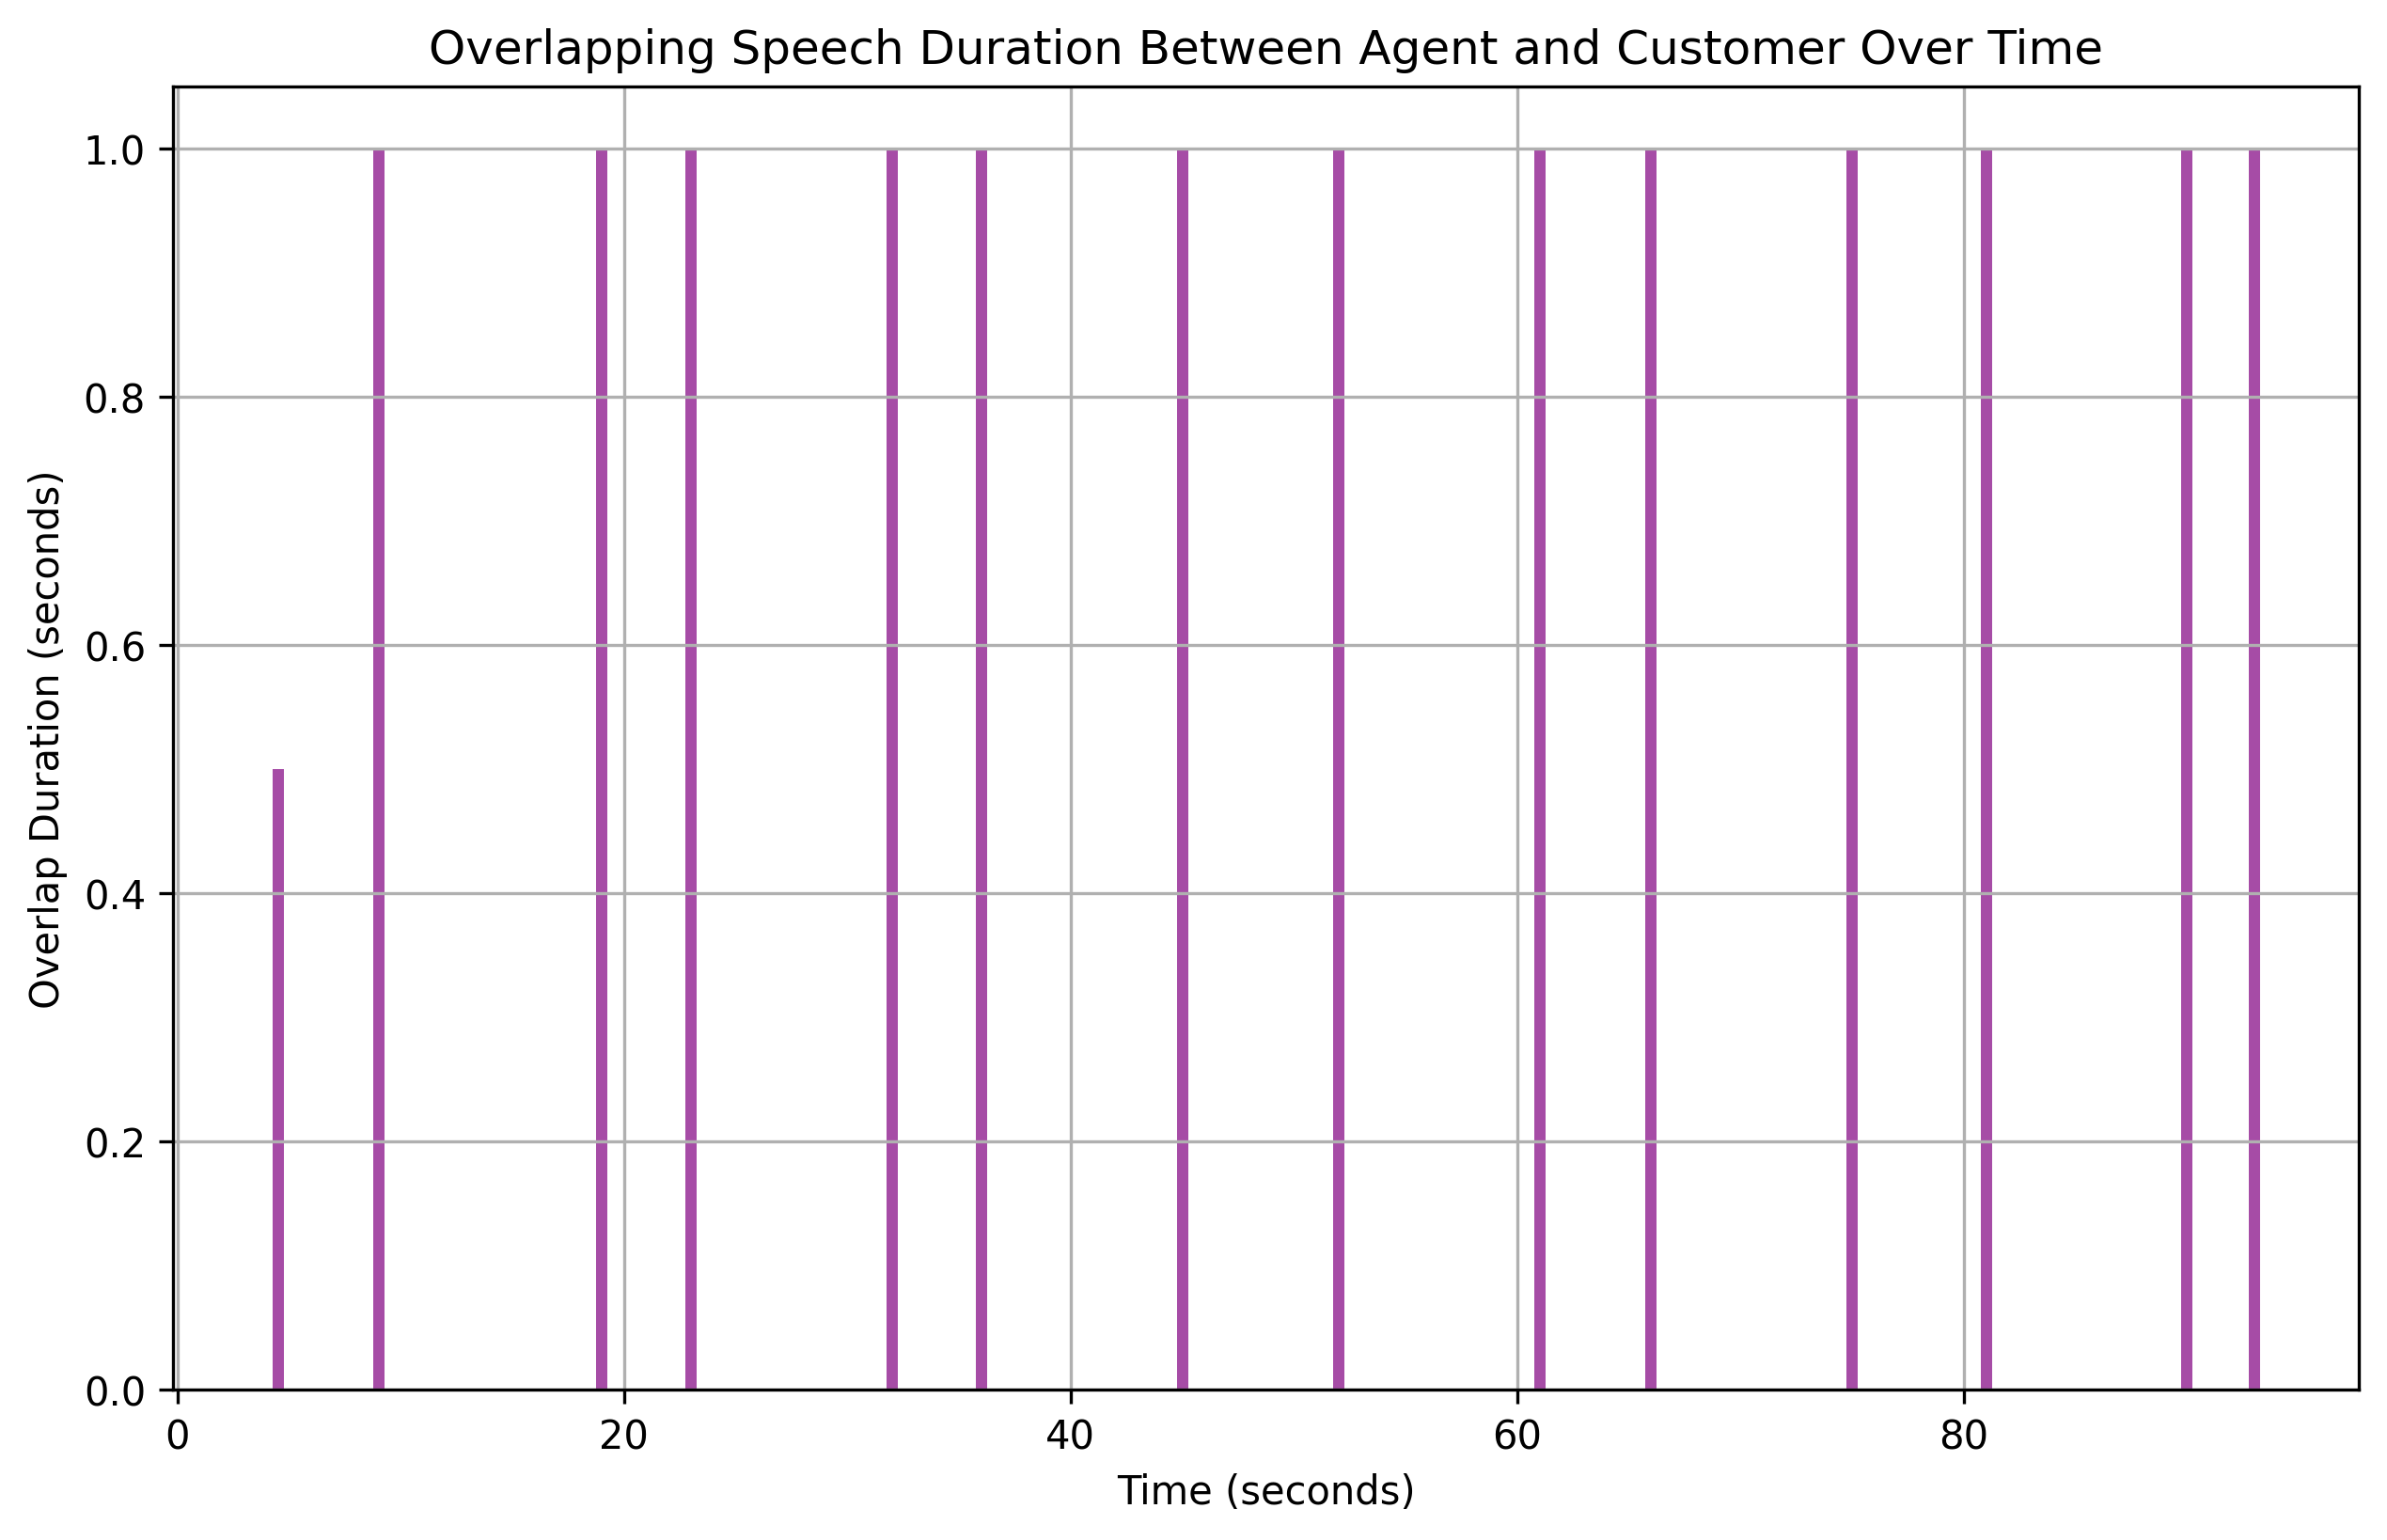 Overlapping Speech Duration Between Agent and Customer Over Time
Overlap Duration (seconds)
1.0
0.8
0.6
0.4
0.2
0.0
0 20 40 60 80
Time (seconds)